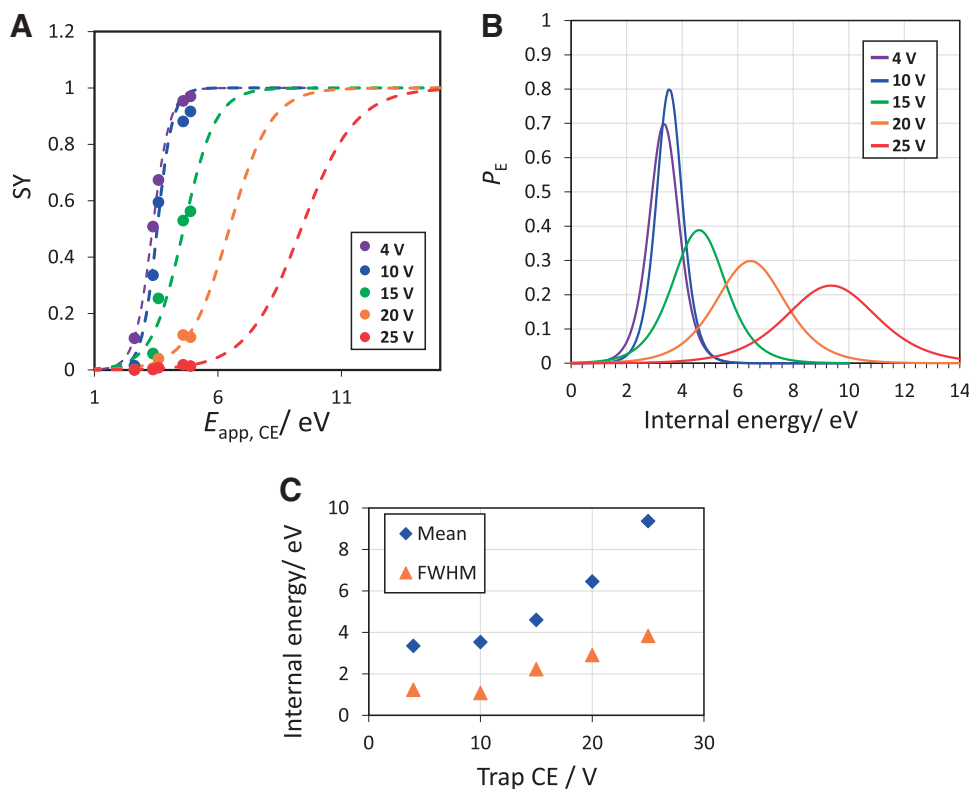 A
1.2
1
0.8
0.6
0.4
0.2
0
SY
1
6
11
E_app, CE/ eV
4 V
10 V
15 V
20 V
25 V
B
1
0.9
0.8
0.7
0.6
0.5
0.4
0.3
0.2
0.1
0
P_E
0
2
4
6
8
10
12
14
Internal energy/ eV
4 V
10 V
15 V
20 V
25 V
C
10
8
6
4
2
0
Internal energy/ eV
Mean
FWHM
0
10
20
30
Trap CE / V